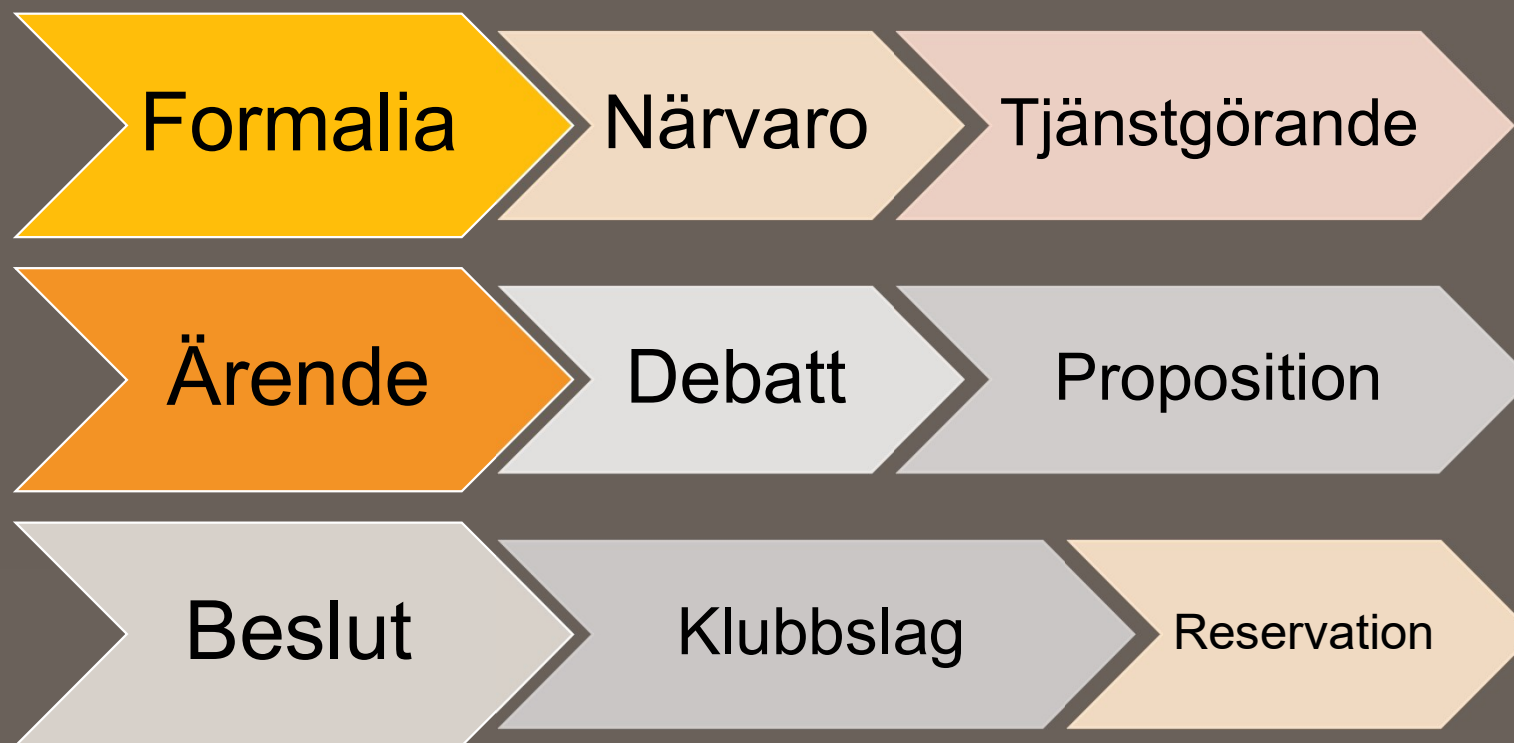 Formalia
Närvaro
Tjänstgörande
Ärende
Debatt
Proposition
Beslut
Klubbslag
Reservation